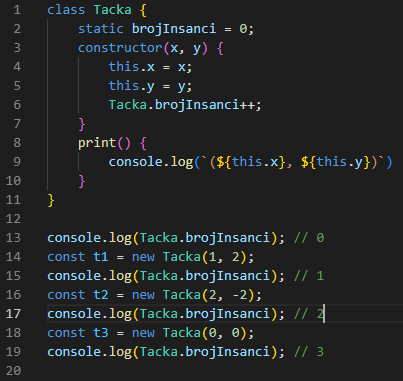 1 class Tacka {
2     static brojInsanci = 0;
3     constructor(x, y) {
4         this.x = x;
5         this.y = y;
6         Tacka.brojInsanci++;
7     }
8     print() {
9         console.log(`(${this.x}, ${this.y})`)
10     }
11 }
12
13 console.log(Tacka.brojInsanci); // 0
14 const t1 = new Tacka(1, 2);
15 console.log(Tacka.brojInsanci); // 1
16 const t2 = new Tacka(2, -2);
17 console.log(Tacka.brojInsanci); // 2
18 const t3 = new Tacka(0, 0);
19 console.log(Tacka.brojInsanci); // 3
20